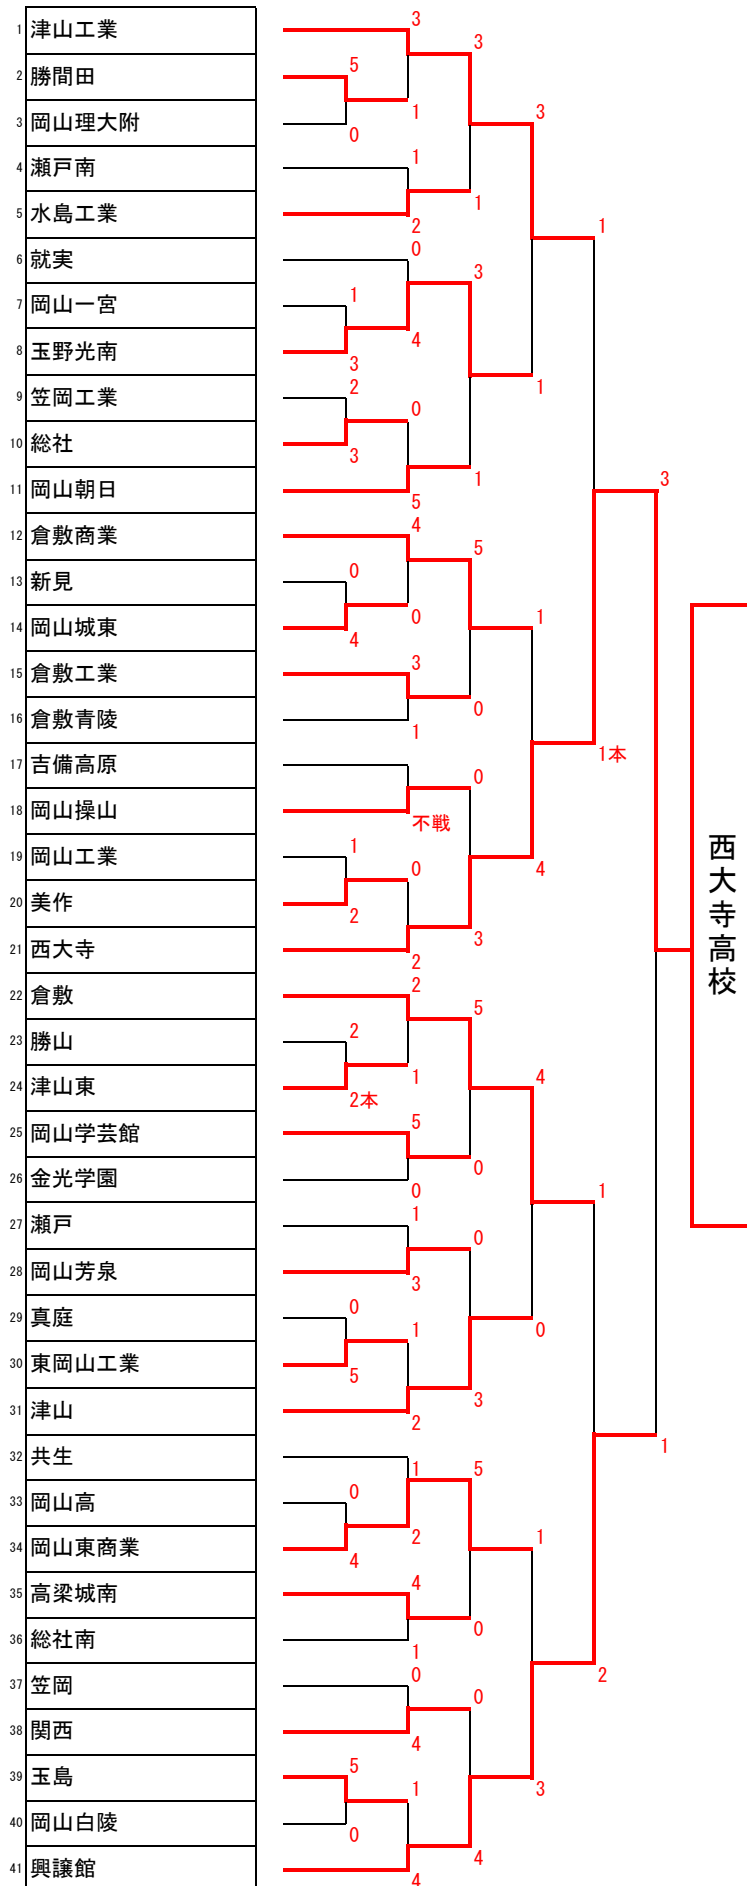 1 津山工業
2 勝間田
3 岡山理大附
4 瀬戸南
5 水島工業
6 就実
7 岡山一宮
8 玉野光南
9 笠岡工業
10 総社
11 岡山朝日
12 倉敷商業
13 新見
14 岡山城東
15 倉敷工業
16 倉敷青陵
17 吉備高原
18 岡山操山
19 岡山工業
20 美作
21 西大寺
22 倉敷
23 勝山
24 津山東
25 岡山学芸館
26 金光学園
27 瀬戸
28 岡山芳泉
29 真庭
30 東岡山工業
31 津山
32 共生
33 岡山高
34 岡山東商業
35 高梁城南
36 総社南
37 笠岡
38 関西
39 玉島
40 岡山白陵
41 興譲館
5
0
1
3
2
3
0
4
1
2
2
2本
0
5
0
4
5
0
3
1
1
2
0
4
0
5
4
0
3
1
不戦
0
2
2
1
5
0
1
3
1
2
1
2
4
1
0
4
1
4
3
1
3
1
5
0
0
3
5
0
0
3
5
0
0
4
3
1
1
4
4
0
1
3
1
1本
1
2
3
1
西大寺高校